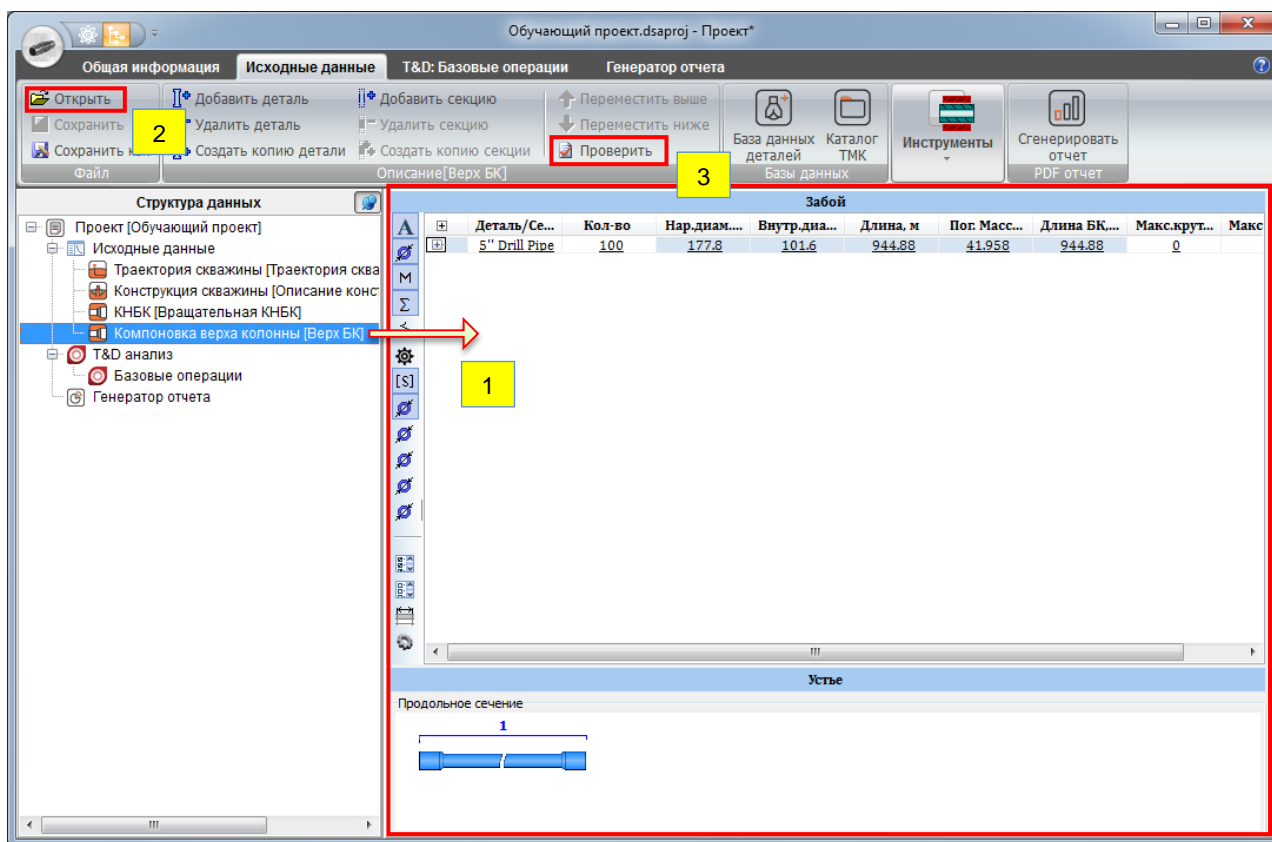 Обучающий проект.dsaproj - Проект*
Общая информация Исходные данные T&D: Базовые операции Генератор отчета
Открыть Добавить деталь Добавить секцию Переместить выше
Сохранить Удалить деталь Удалить секцию Переместить ниже
Сохранить Создать копию детали Создать копию секции Проверить
База данных деталей
Каталог ТМК
Инструменты
Сгенерировать отчет
Файл Описание[Верх БК] Базы данных PDF отчет
2
3
Структура данных
Проект [Обучающий проект]
Исходные данные
Траектория скважины [Траектория сква
Конструкция скважины [Описание конс
КНБК [Вращательная КНБК]
Компоновка верха колонны [Верх БК]
T&D анализ
Базовые операции
Генератор отчета
Забой
Деталь/Се... Кол-во Нар.диам.... Внутр.диа... Длина, м Пог. Масс... Длина БК,... Макс.крут... Макс
5'' Drill Pipe 100 177.8 101.6 944.88 41.958 944.88 0
A
M
Σ
[S]
1
Устье
Продольное сечение
1